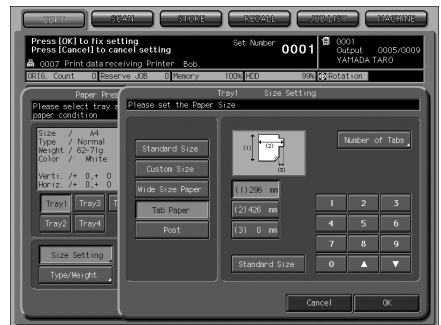 COPY SCAN STORE RECALL JOB LIST MACHINE
Press [OK] to fix setting
Press [Cancel] to cancel setting
Set Number 0001
0001
Output 0005/0009
YAMADA TARO
0007 Print data receiving Printer Bob
ORIG. Count 0 Reserve JOB 0 Memory 100% HDD 99% Rotation
Paper Pres
Please select tray a
paper condition
Size / A4
Type / Normal
Weight / 62-71g
Color / White
Verti. /+ 0,+ 0
Horiz. /+ 0,+ 0
Tray1 Tray3 T
Tray2 Tray4
Size Setting
Type/Weight
Tray1 Size Setting
Please set the Paper Size
Standard Size
Custom Size
Wide Size Paper
Tab Paper
Post
(1)
(2)
(3)
(1) 296 mm
(2) 426 mm
(3) 0 mm
Standard Size
Number of Tabs
1 2 3
4 5 6
7 8 9
0 ▲ ▼
Cancel OK